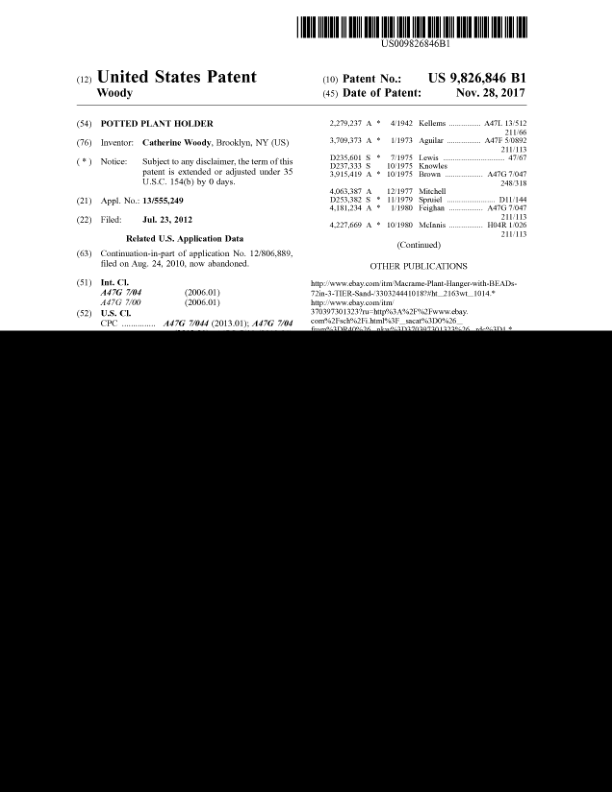 US009826846B1
(12) United States Patent
Woody
(10) Patent No.: US 9,826,846 B1
(45) Date of Patent: Nov. 28, 2017
(54) POTTED PLANT HOLDER
(76) Inventor: Catherine Woody, Brooklyn, NY (US)
( * ) Notice: Subject to any disclaimer, the term of this
patent is extended or adjusted under 35
U.S.C. 154(b) by 0 days.
(21) Appl. No.: 13/555,249
(22) Filed: Jul. 23, 2012
Related U.S. Application Data
(63) Continuation-in-part of application No. 12/806,889,
filed on Aug. 24, 2010, now abandoned.
(51) Int. Cl.
A47G 7/04 (2006.01)
A47G 7/00 (2006.01)
(52) U.S. Cl.
CPC .............. A47G 7/044 (2013.01); A47G 7/04
2,279,237 A * 4/1942 Kellems ............... A47L 13/512
211/66
3,709,373 A * 1/1973 Aguilar ................ A47F 5/0892
211/113
D235,601 S * 7/1975 Lewis ............................ 47/67
D237,333 S 10/1975 Knowles
3,915,419 A * 10/1975 Brown .................. A47G 7/047
248/318
4,063,387 A 12/1977 Mitchell
D253,382 S * 11/1979 Spruiel ...................... D11/144
4,181,234 A * 1/1980 Feighan ................ A47G 7/047
211/113
4,227,669 A * 10/1980 McInnis ................ H04R 1/026
211/113
(Continued)
OTHER PUBLICATIONS
http://www.ebay.com/itm/Macrame-Plant-Hanger-with-BEADs-
72in-3-TIER-Sand-/330324441018?#ht_2163wt_1014.*
http://www.ebay.com/itm/
370397301323?ru=http%3A%2F%2Fwww.ebay.
com%2Fsch%2Fi.html%3F_sacat%3D0%26_